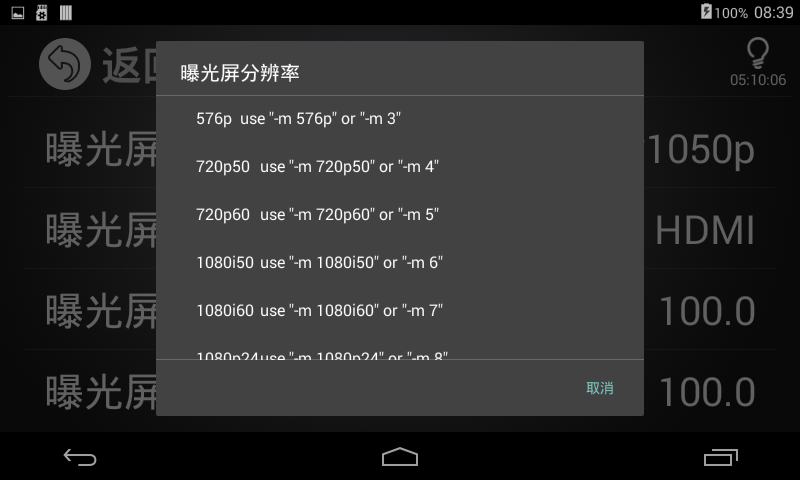 100% 08:39
返回
05:10:06
曝光屏分辨率
576p use "-m 576p" or "-m 3"
720p50 use "-m 720p50" or "-m 4"
720p60 use "-m 720p60" or "-m 5"
1080i50 use "-m 1080i50" or "-m 6"
1080i60 use "-m 1080i60" or "-m 7"
1080p24 use "-m 1080p24" or "-m 8"
取消
曝光屏
1050p
曝光屏
HDMI
曝光屏
100.0
曝光屏
100.0